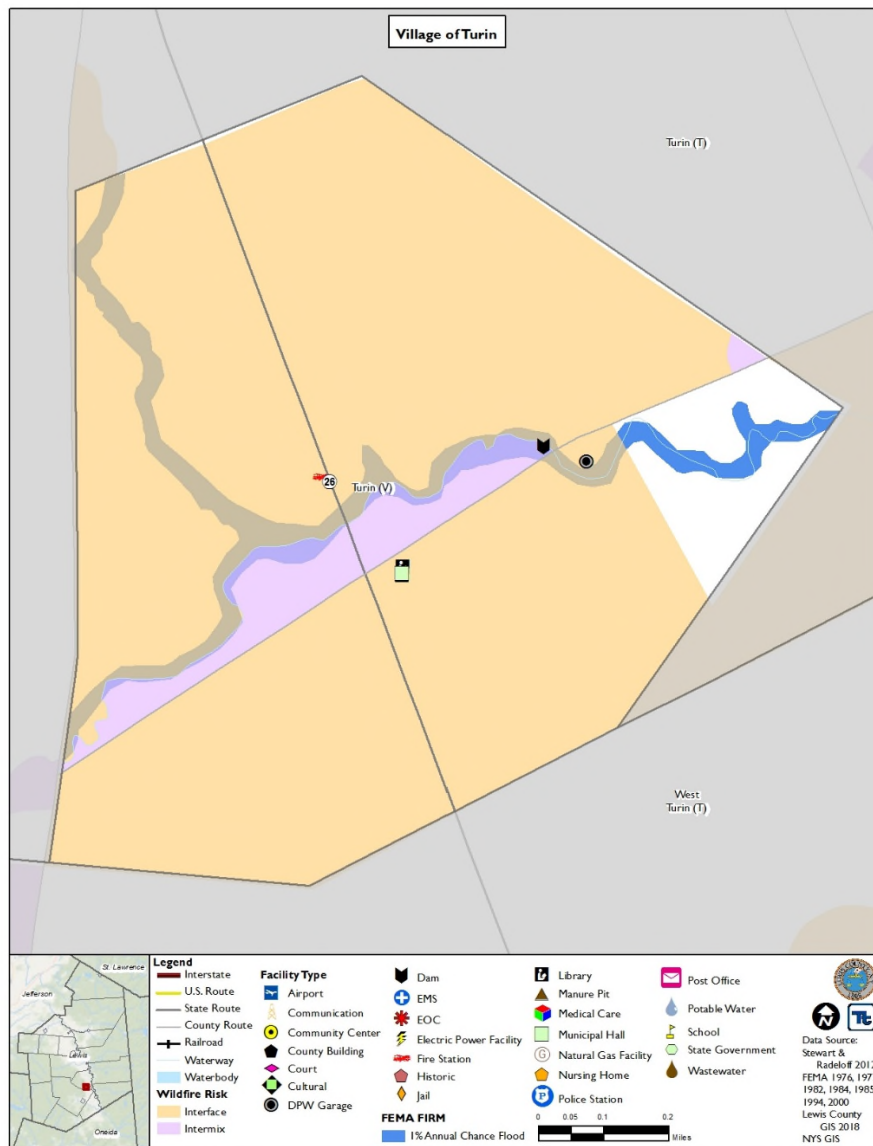 Village of Turin
Turin (T)
26
Turin (V)
West
Turin (T)
St. Lawrence
Jefferson
Lewis
Oneida
Legend
Interstate
U.S. Route
State Route
County Route
Railroad
Waterway
Waterbody
Wildfire Risk
Interface
Intermix
Facility Type
Airport
Communication
Community Center
County Building
Court
Cultural
DPW Garage
Dam
EMS
EOC
Electric Power Facility
Fire Station
Historic
Jail
FEMA FIRM
1% Annual Chance Flood
Library
Manure Pit
Medical Care
Municipal Hall
G
Natural Gas Facility
Nursing Home
P
Police Station
0 0.05 0.1 0.2
Miles
Post Office
Potable Water
School
State Government
Wastewater
N
Tt
Data Source:
Stewart &
Radeloff 2012
FEMA 1976, 197
1982, 1984, 1985
1994, 2000
Lewis County
GIS 2018
NYS GIS